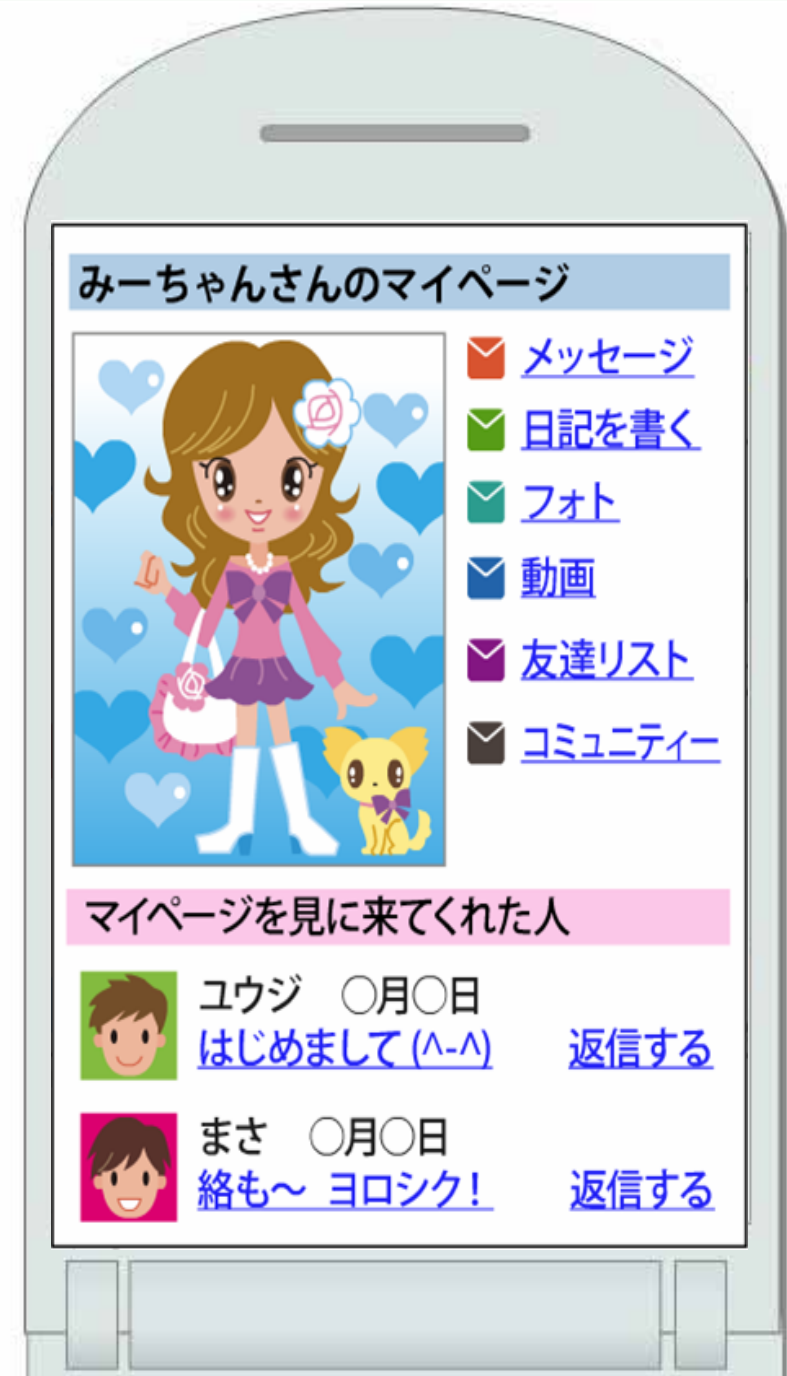 みーちゃんさんのマイページ
メッセージ
日記を書く
フォト
動画
友達リスト
コミュニティー
マイページを見に来てくれた人
ユウジ ○月○日
はじめまして (^-^) 返信する
まさ ○月○日
絡も～ ヨロシク! 返信する